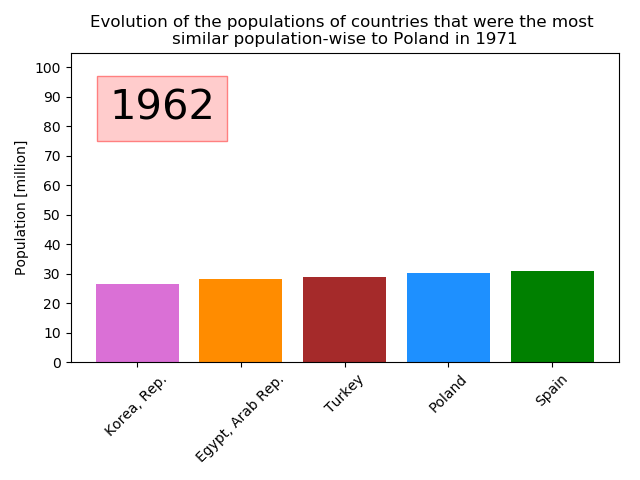 Evolution of the populations of countries that were the most
similar population-wise to Poland in 1971
1962
Population [million]
100
90
80
70
60
50
40
30
20
10
0
Korea, Rep.
Egypt, Arab Rep.
Turkey
Poland
Spain